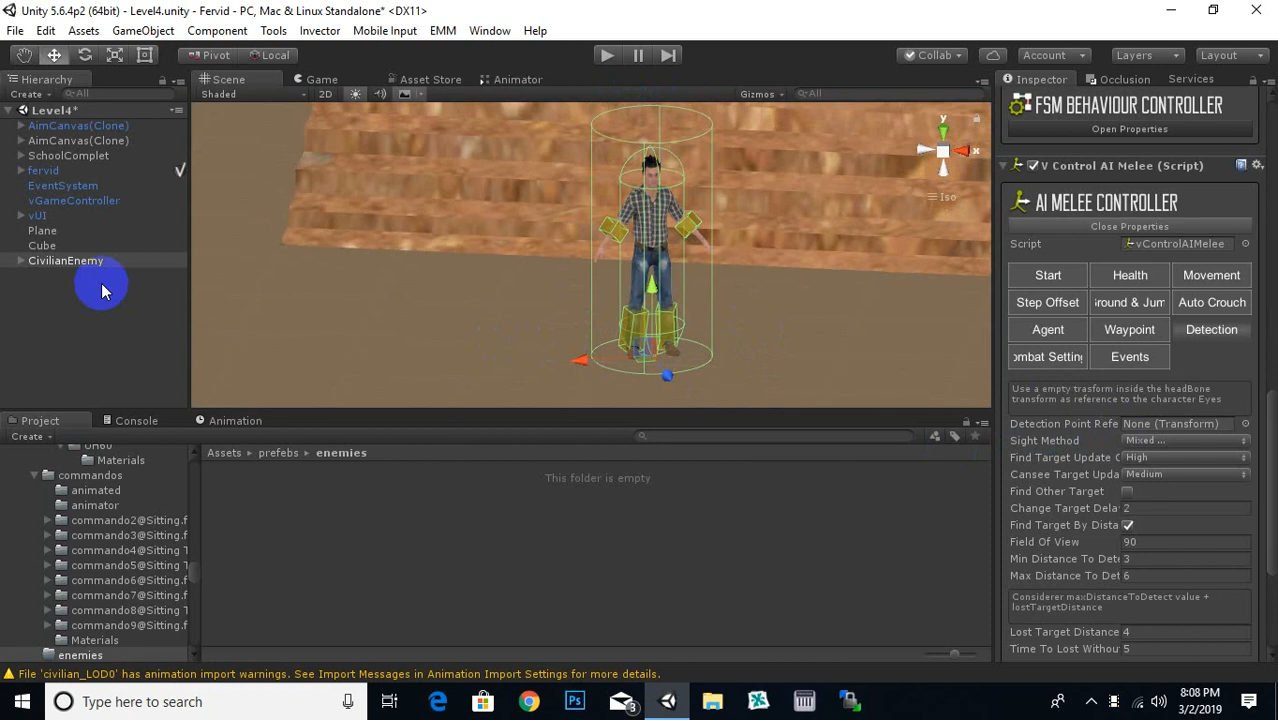 Unity 5.6.4p2 (64bit) - Level4.unity - Fervid - PC, Mac & Linux Standalone* <DX11>
File Edit Assets GameObject Component Tools Invector Mobile Input EMM Window Help
Pivot Local Collab Account Layers Layout
Hierarchy Scene Game Asset Store Animator Inspector Occlusion Services
Create All Shaded 2D Gizmos All
Level4*
AimCanvas(Clone)
AimCanvas(Clone)
SchoolComplet
fervid
EventSystem
vGameController
vUI
Plane
Cube
CivilianEnemy
y
x
Iso
FSM BEHAVIOUR CONTROLLER
Open Properties
V Control AI Melee (Script)
AI MELEE CONTROLLER
Close Properties
Script vControlAIMelee
Start Health Movement
Step Offset iround & Jum Auto Crouch
Agent Waypoint Detection
ombat Setting Events
Use a empty trasform inside the headBone
transform as reference to the character Eyes
Detection Point Refe None (Transform)
Sight Method Mixed ...
Find Target Update C High
Cansee Target Upda Medium
Find Other Target
Change Target Dela 2
Find Target By Dista
Field Of View 90
Min Distance To Det 3
Max Distance To Det 6
Considerer maxDistanceToDetect value +
lostTargetDistance
Lost Target Distance 4
Time To Lost Withou 5
Project Console Animation
Create
Assets prefebs enemies
This folder is empty
UH60
Materials
commandos
animated
animator
commando2@Sitting.f
commando3@Sitting.f
commando4@Sitting T
commando5@Sitting T
commando6@Sitting.f
commando7@Sitting.f
commando8@Sitting T
commando9@Sitting.f
Materials
enemies
File 'civilian_LOD0' has animation import warnings. See Import Messages in Animation Import Settings for more details.
Type here to search
3
8:08 PM
3/2/2019